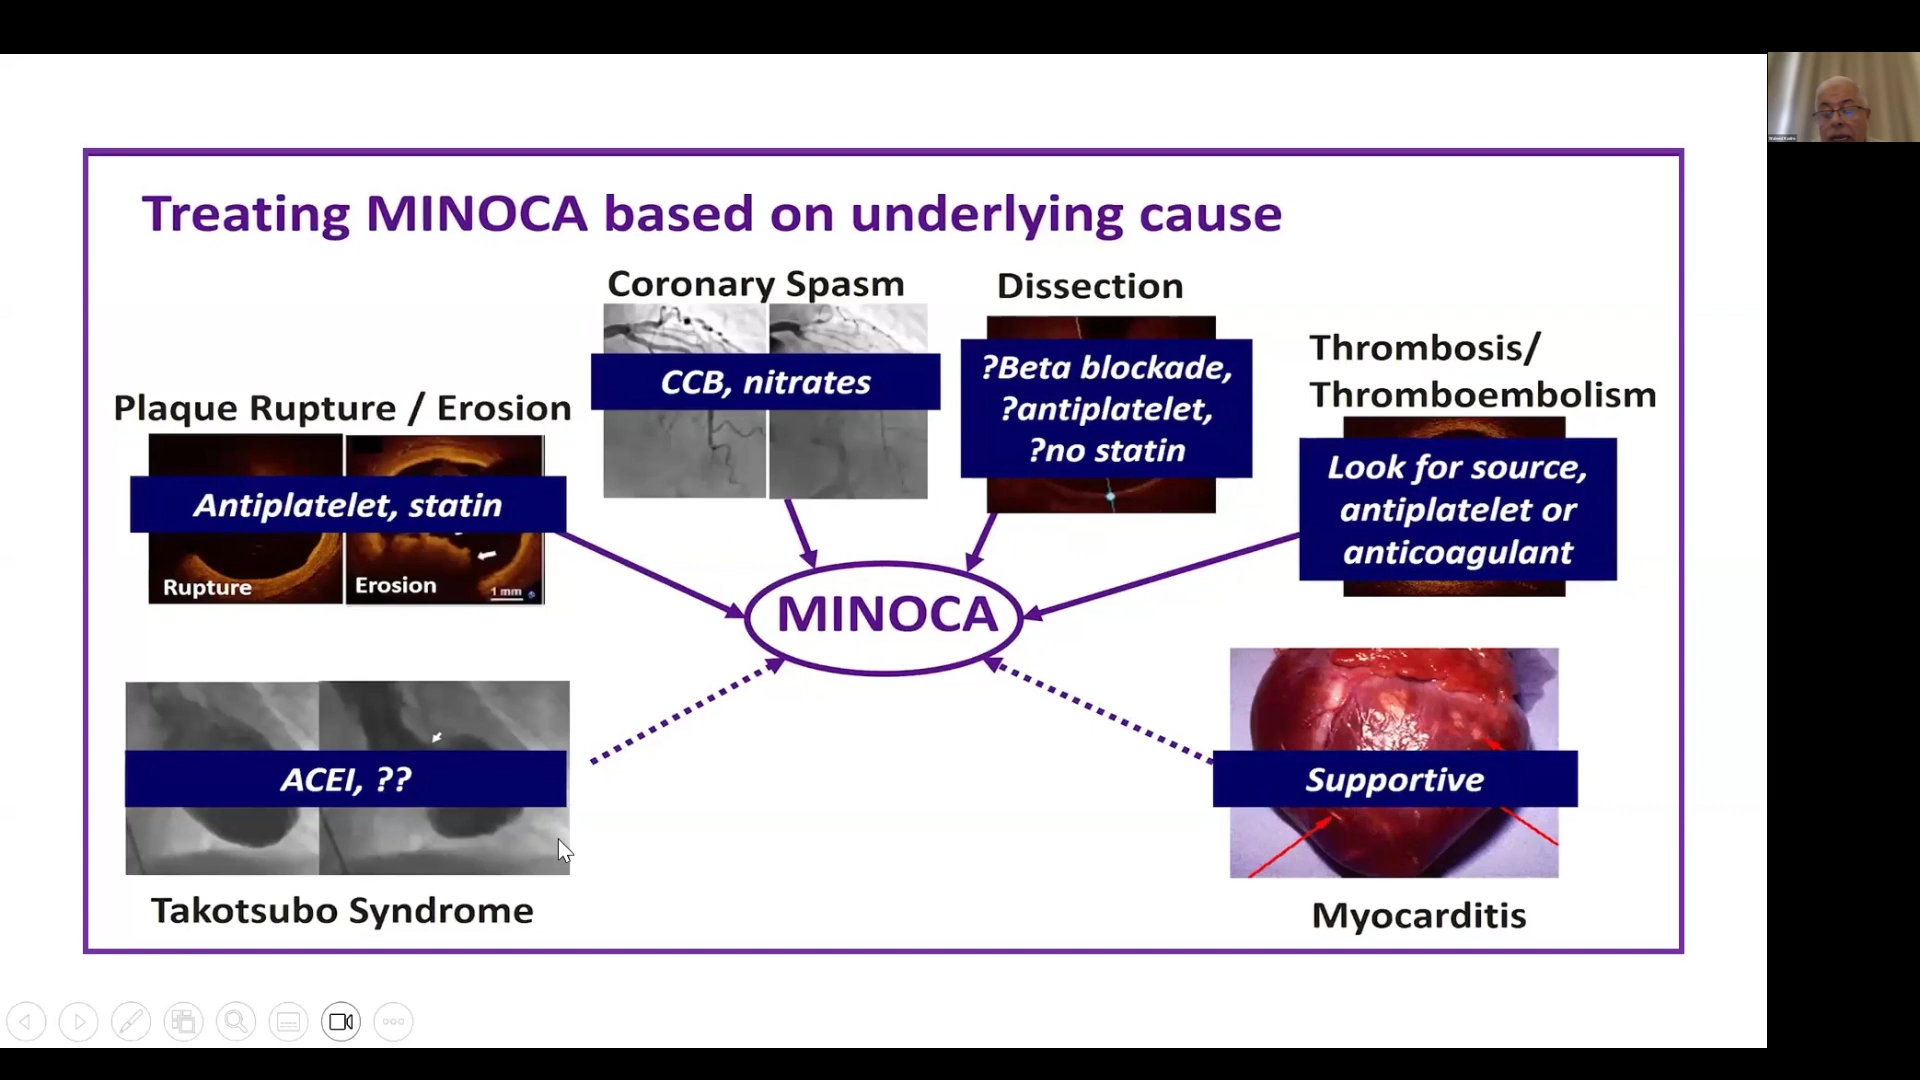 Treating MINOCA based on underlying cause
Coronary Spasm
CCB, nitrates
Dissection
?Beta blockade,
?antiplatelet,
?no statin
Thrombosis/
Thromboembolism
Look for source,
antiplatelet or
anticoagulant
Plaque Rupture / Erosion
Antiplatelet, statin
Rupture
Erosion
1 mm
MINOCA
ACEI, ??
Takotsubo Syndrome
Supportive
Myocarditis